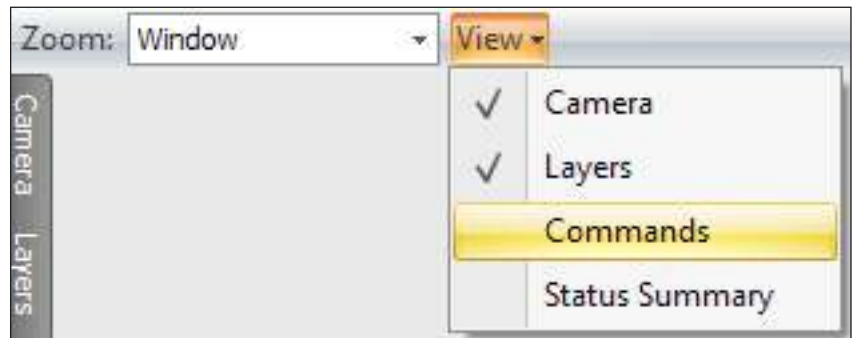 Zoom: Window View
Camera
Layers
Commands
Status Summary
Camera
Layers